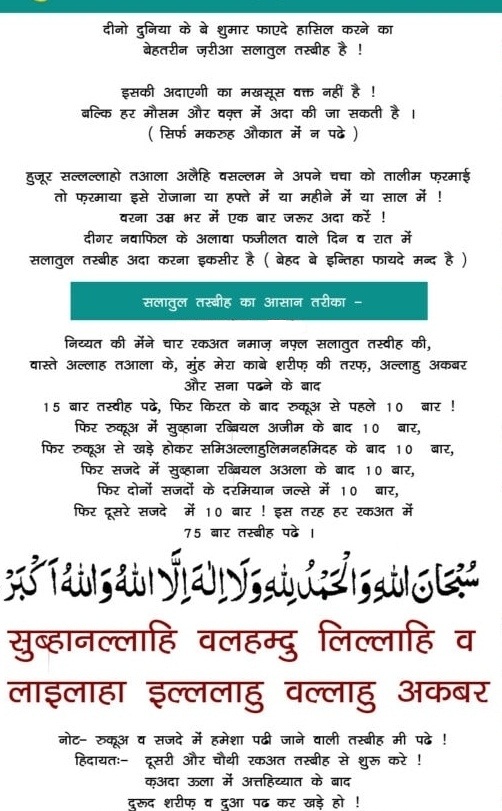 दीनो दुनिया के बे शुमार फाएदे हासिल करने का
बेहतरीन ज़रीआ सलातुल तस्बीह है !
इसकी अदाएगी का मखसूस वक्त नहीं है !
बल्कि हर मौसम और वक़्त में अदा की जा सकती है ।
( सिर्फ मकरुह औकात में न पढे )
हुजूर सल्लल्लाहो तआला अलैहि वसल्लम ने अपने चचा को तालीम फ़रमाई
तो फ़रमाया इसे रोजाना या हफ्ते में या महीने में या साल में !
वरना उम्र भर में एक बार जरूर अदा करें !
दीगर नवाफिल के अलावा फजीलत वाले दिन व रात में
सलातुल तस्बीह अदा करना इकसीर है ( बेहद बे इन्तिहा फायदे मन्द है )
सलातुल तस्बीह का आसान तरीका –
निय्यत की मेंने चार रकअत नमाज़ नफ़्ल सलातुत तस्वीह की,
वास्ते अल्लाह तआला के, मुंह मेरा काबे शरीफ़ की तरफ़, अल्लाहु अकबर
और सना पढने के बाद
15 बार तस्वीह पढे, फिर किरत के बाद रुकूअ से पहले 10 बार !
फिर रुकूअ में सुब्हाना रब्बियल अजीम के बाद 10 बार,
फिर रुकूअ से खड़े होकर समिअल्लाहुलिमनहमिदह के बाद 10 बार,
फिर सजदे में सुब्हाना रब्बियल अअला के बाद 10 बार,
फिर दोनों सजदों के दरमियान जल्से में 10 बार,
फिर दूसरे सजदे में 10 बार ! इस तरह हर रकअत में
75 बार तस्बीह पढे ।
سُبْحَانَ اللهِ وَالْحَمْدُ لِلّٰهِ وَلَا إِلٰهَ إِلَّا اللهُ وَاللهُ أَكْبَرُ
सुब्हानल्लाहि वलहम्दु लिल्लाहि व
लाइलाहा इल्ललाहु वल्लाहु अकबर
नोट– रुकूअ व सजदे में हमेशा पढी जाने वाली तस्बीह मी पढे !
हिदायतः– दूसरी और चौथी रकअत तस्बीह से शुरू करे !
क़अदा ऊला में अत्तहिय्यात के बाद
दुरूद शरीफ़ व दुआ पढ कर खड़े हो !